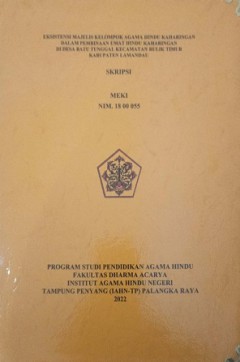 EKSISTENSI MAJELIS KELOMPOK AGAMA HINDU KAHARINGAN
DALAM PEMBINAAN UMAT HINDU KAHARINGAN
DI DESA BATU TUNGGAL KECAMATAN BULIK TIMUR
KABUPATEN LAMANDAU
SKRIPSI
MEKI
NIM. 18 00 055
PROGRAM STUDI PENDIDIKAN AGAMA HINDU
FAKULTAS DHARMA ACARYA
INSTITUT AGAMA HINDU NEGERI
TAMPUNG PENYANG (IAHN-TP) PALANGKA RAYA
2022